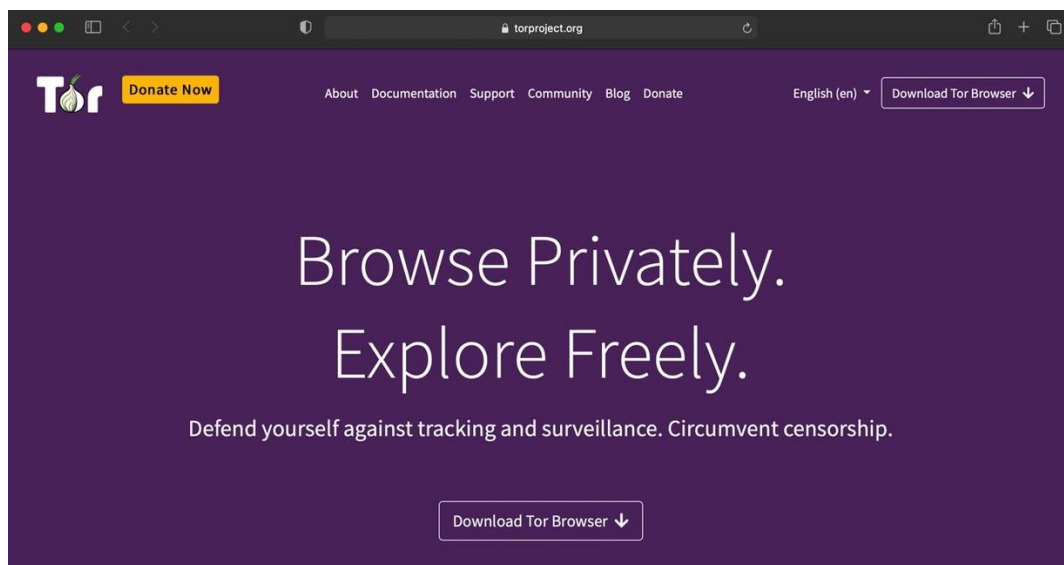 torproject.org
Tor
Donate Now
About Documentation Support Community Blog Donate
English (en)
Download Tor Browser
Browse Privately.
Explore Freely.
Defend yourself against tracking and surveillance. Circumvent censorship.
Download Tor Browser